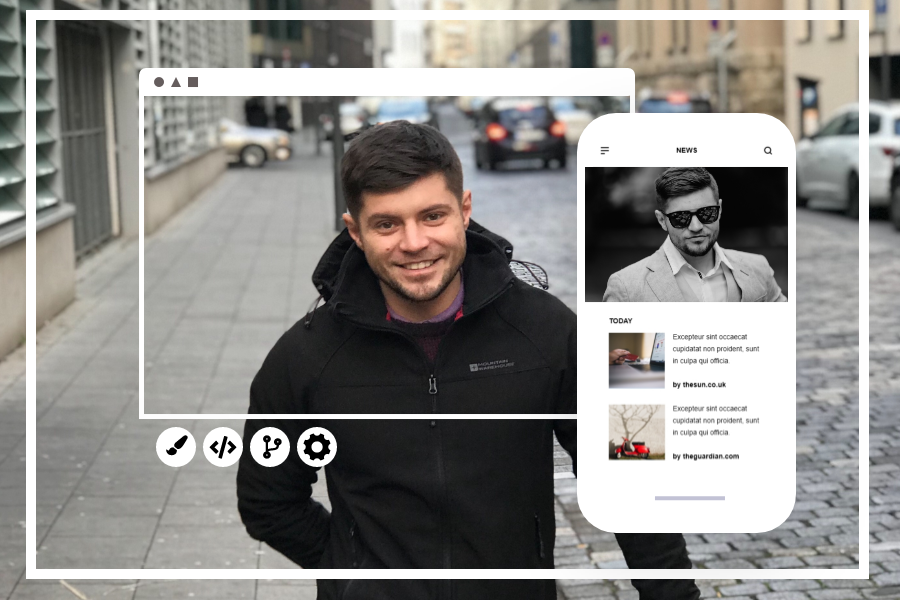 NEWS
MOUNTAIN
WAREHOUSE
TODAY
Excepteur sint occaecat
cupidatat non proident, sunt
in culpa qui officia.
by thesun.co.uk
Excepteur sint occaecat
cupidatat non proident, sunt
in culpa qui officia.
by theguardian.com